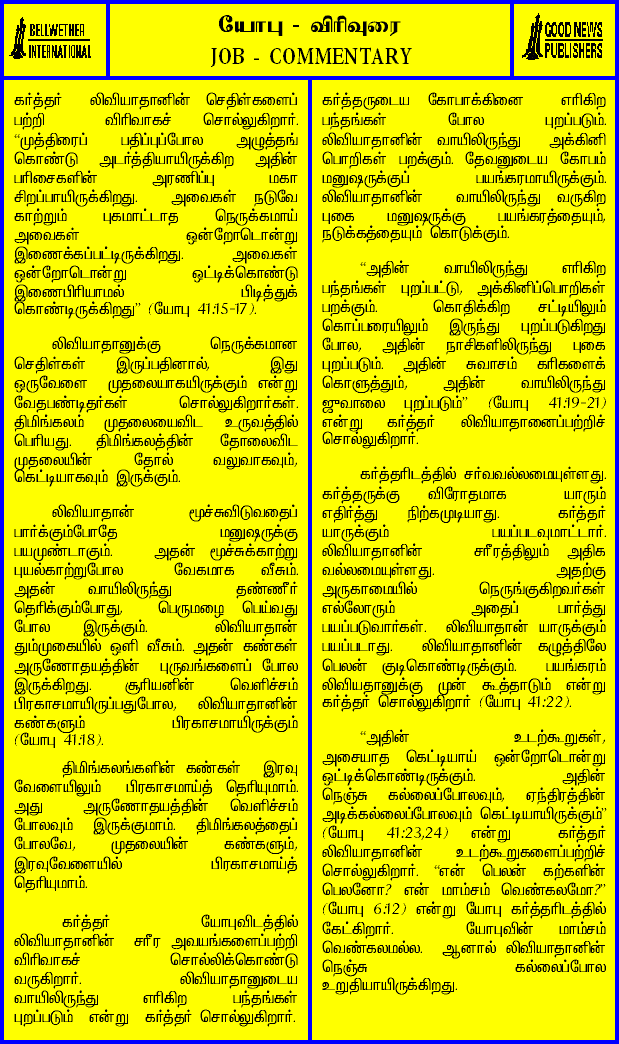 BELLWETHER
INTERNATIONAL
யோபு - விரிவுரை
JOB - COMMENTARY
GOOD NEWS
PUBLISHERS
கர்த்தர் லிவியாதானின் செதிள்களைப்
பற்றி விரிவாகச் சொல்லுகிறார்.
“முத்திரைப் பதிப்புப்போல அழுத்தங்
கொண்டு அடர்த்தியாயிருக்கிற அதின்
பரிசைகளின் அரணிப்பு மகா
சிறப்பாயிருக்கிறது. அவைகள் நடுவே
காற்றும் புகமாட்டாத நெருக்கமாய்
அவைகள் ஒன்றோடொன்று
இணைக்கப்பட்டிருக்கிறது. அவைகள்
ஒன்றோடொன்று ஒட்டிக்கொண்டு
இணைபிரியாமல் பிடித்துக்
கொண்டிருக்கிறது” (யோபு 41:15-17).
லிவியாதானுக்கு நெருக்கமான
செதிள்கள் இருப்பதினால், இது
ஒருவேளை முதலையாகயிருக்கும் என்று
வேதபண்டிதர்கள் சொல்லுகிறார்கள்.
திமிங்கலம் முதலையைவிட உருவத்தில்
பெரியது. திமிங்கலத்தின் தோலைவிட
முதலையின் தோல் வலுவாகவும்,
கெட்டியாகவும் இருக்கும்.
லிவியாதான் மூச்சுவிடுவதைப்
பார்க்கும்போதே மனுஷருக்கு
பயமுண்டாகும். அதன் மூச்சுக்காற்று
புயல்காற்றுபோல வேகமாக வீசும்.
அதன் வாயிலிருந்து தண்ணீர்
தெரிக்கும்போது, பெருமழை பெய்வது
போல இருக்கும். லிவியாதான்
தும்முகையில் ஒளி வீசும். அதன் கண்கள்
அருணோதயத்தின் புருவங்களைப் போல
இருக்கிறது. சூரியனின் வெளிச்சம்
பிரகாசமாயிருப்பதுபோல, லிவியாதானின்
கண்களும் பிரகாசமாயிருக்கும்
(யோபு 41:18).
திமிங்கலங்களின் கண்கள் இரவு
வேளையிலும் பிரகாசமாய்த் தெரியுமாம்.
அது அருணோதயத்தின் வெளிச்சம்
போலவும் இருக்குமாம். திமிங்கலத்தைப்
போலவே, முதலையின் கண்களும்,
இரவுவேளையில் பிரகாசமாய்த்
தெரியுமாம்.
கர்த்தர் யோபுவிடத்தில்
லிவியாதானின் சரீர அவயங்களைப்பற்றி
விரிவாகச் சொல்லிக்கொண்டு
வருகிறார். லிவியாதானுடைய
வாயிலிருந்து எரிகிற பந்தங்கள்
புறப்படும் என்று கர்த்தர் சொல்லுகிறார்.
கர்த்தருடைய கோபாக்கினை எரிகிற
பந்தங்கள் போல புறப்படும்.
லிவியாதானின் வாயிலிருந்து அக்கினி
பொறிகள் பறக்கும். தேவனுடைய கோபம்
மனுஷருக்குப் பயங்கரமாயிருக்கும்.
லிவியாதானின் வாயிலிருந்து வருகிற
புகை மனுஷருக்கு பயங்கரத்தையும்,
நடுக்கத்தையும் கொடுக்கும்.
“அதின் வாயிலிருந்து எரிகிற
பந்தங்கள் புறப்பட்டு, அக்கினிப்பொறிகள்
பறக்கும். கொதிக்கிற சட்டியிலும்
கொப்பரையிலும் இருந்து புறப்படுகிறது
போல, அதின் நாசிகளிலிருந்து புகை
புறப்படும். அதின் சுவாசம் கரிகளைக்
கொளுத்தும், அதின் வாயிலிருந்து
ஜுவாலை புறப்படும்” (யோபு 41:19-21)
என்று கர்த்தர் லிவியாதானைப்பற்றிச்
சொல்லுகிறார்.
கர்த்தரிடத்தில் சர்வவல்லமையுள்ளது.
கர்த்தருக்கு விரோதமாக யாரும்
எதிர்த்து நிற்கமுடியாது. கர்த்தர்
யாருக்கும் பயப்படவுமாட்டார்.
லிவியாதானின் சரீரத்திலும் அதிக
வல்லமையுள்ளது. அதற்கு
அருகாமையில் நெருங்குகிறவர்கள்
எல்லோரும் அதைப் பார்த்து
பயப்படுவார்கள். லிவியாதான் யாருக்கும்
பயப்படாது. லிவியாதானின் கழுத்திலே
பெலன் குடிகொண்டிருக்கும். பயங்கரம்
லிவியதானுக்கு முன் கூத்தாடும் என்று
கர்த்தர் சொல்லுகிறார் (யோபு 41:22).
“அதின் உடற்கூறுகள்,
அசையாத கெட்டியாய் ஒன்றோடொன்று
ஒட்டிக்கொண்டிருக்கும். அதின்
நெஞ்சு கல்லைப்போலவும், ஏந்திரத்தின்
அடிக்கல்லைப்போலவும் கெட்டியாயிருக்கும்”
(யோபு 41:23,24) என்று கர்த்தர்
லிவியாதானின் உடற்கூறுகளைப்பற்றிச்
சொல்லுகிறார். “என் பெலன் கற்களின்
பெலனோ? என் மாம்சம் வெண்கலமோ?”
(யோபு 6:12) என்று யோபு கர்த்தரிடத்தில்
கேட்கிறார். யோபுவின் மாம்சம்
வெண்கலமல்ல. ஆனால் லிவியாதானின்
நெஞ்சு கல்லைப்போல
உறுதியாயிருக்கிறது.